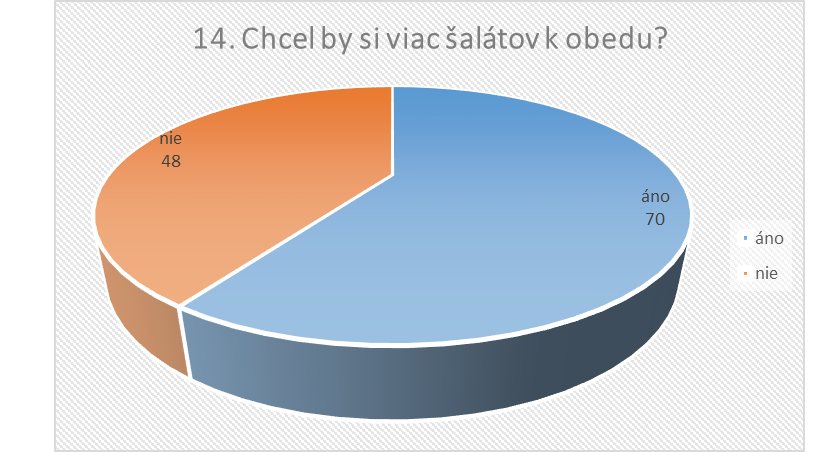 14. Chcel by si viac šalátov k obedu?
nie
48
áno
70
áno
nie